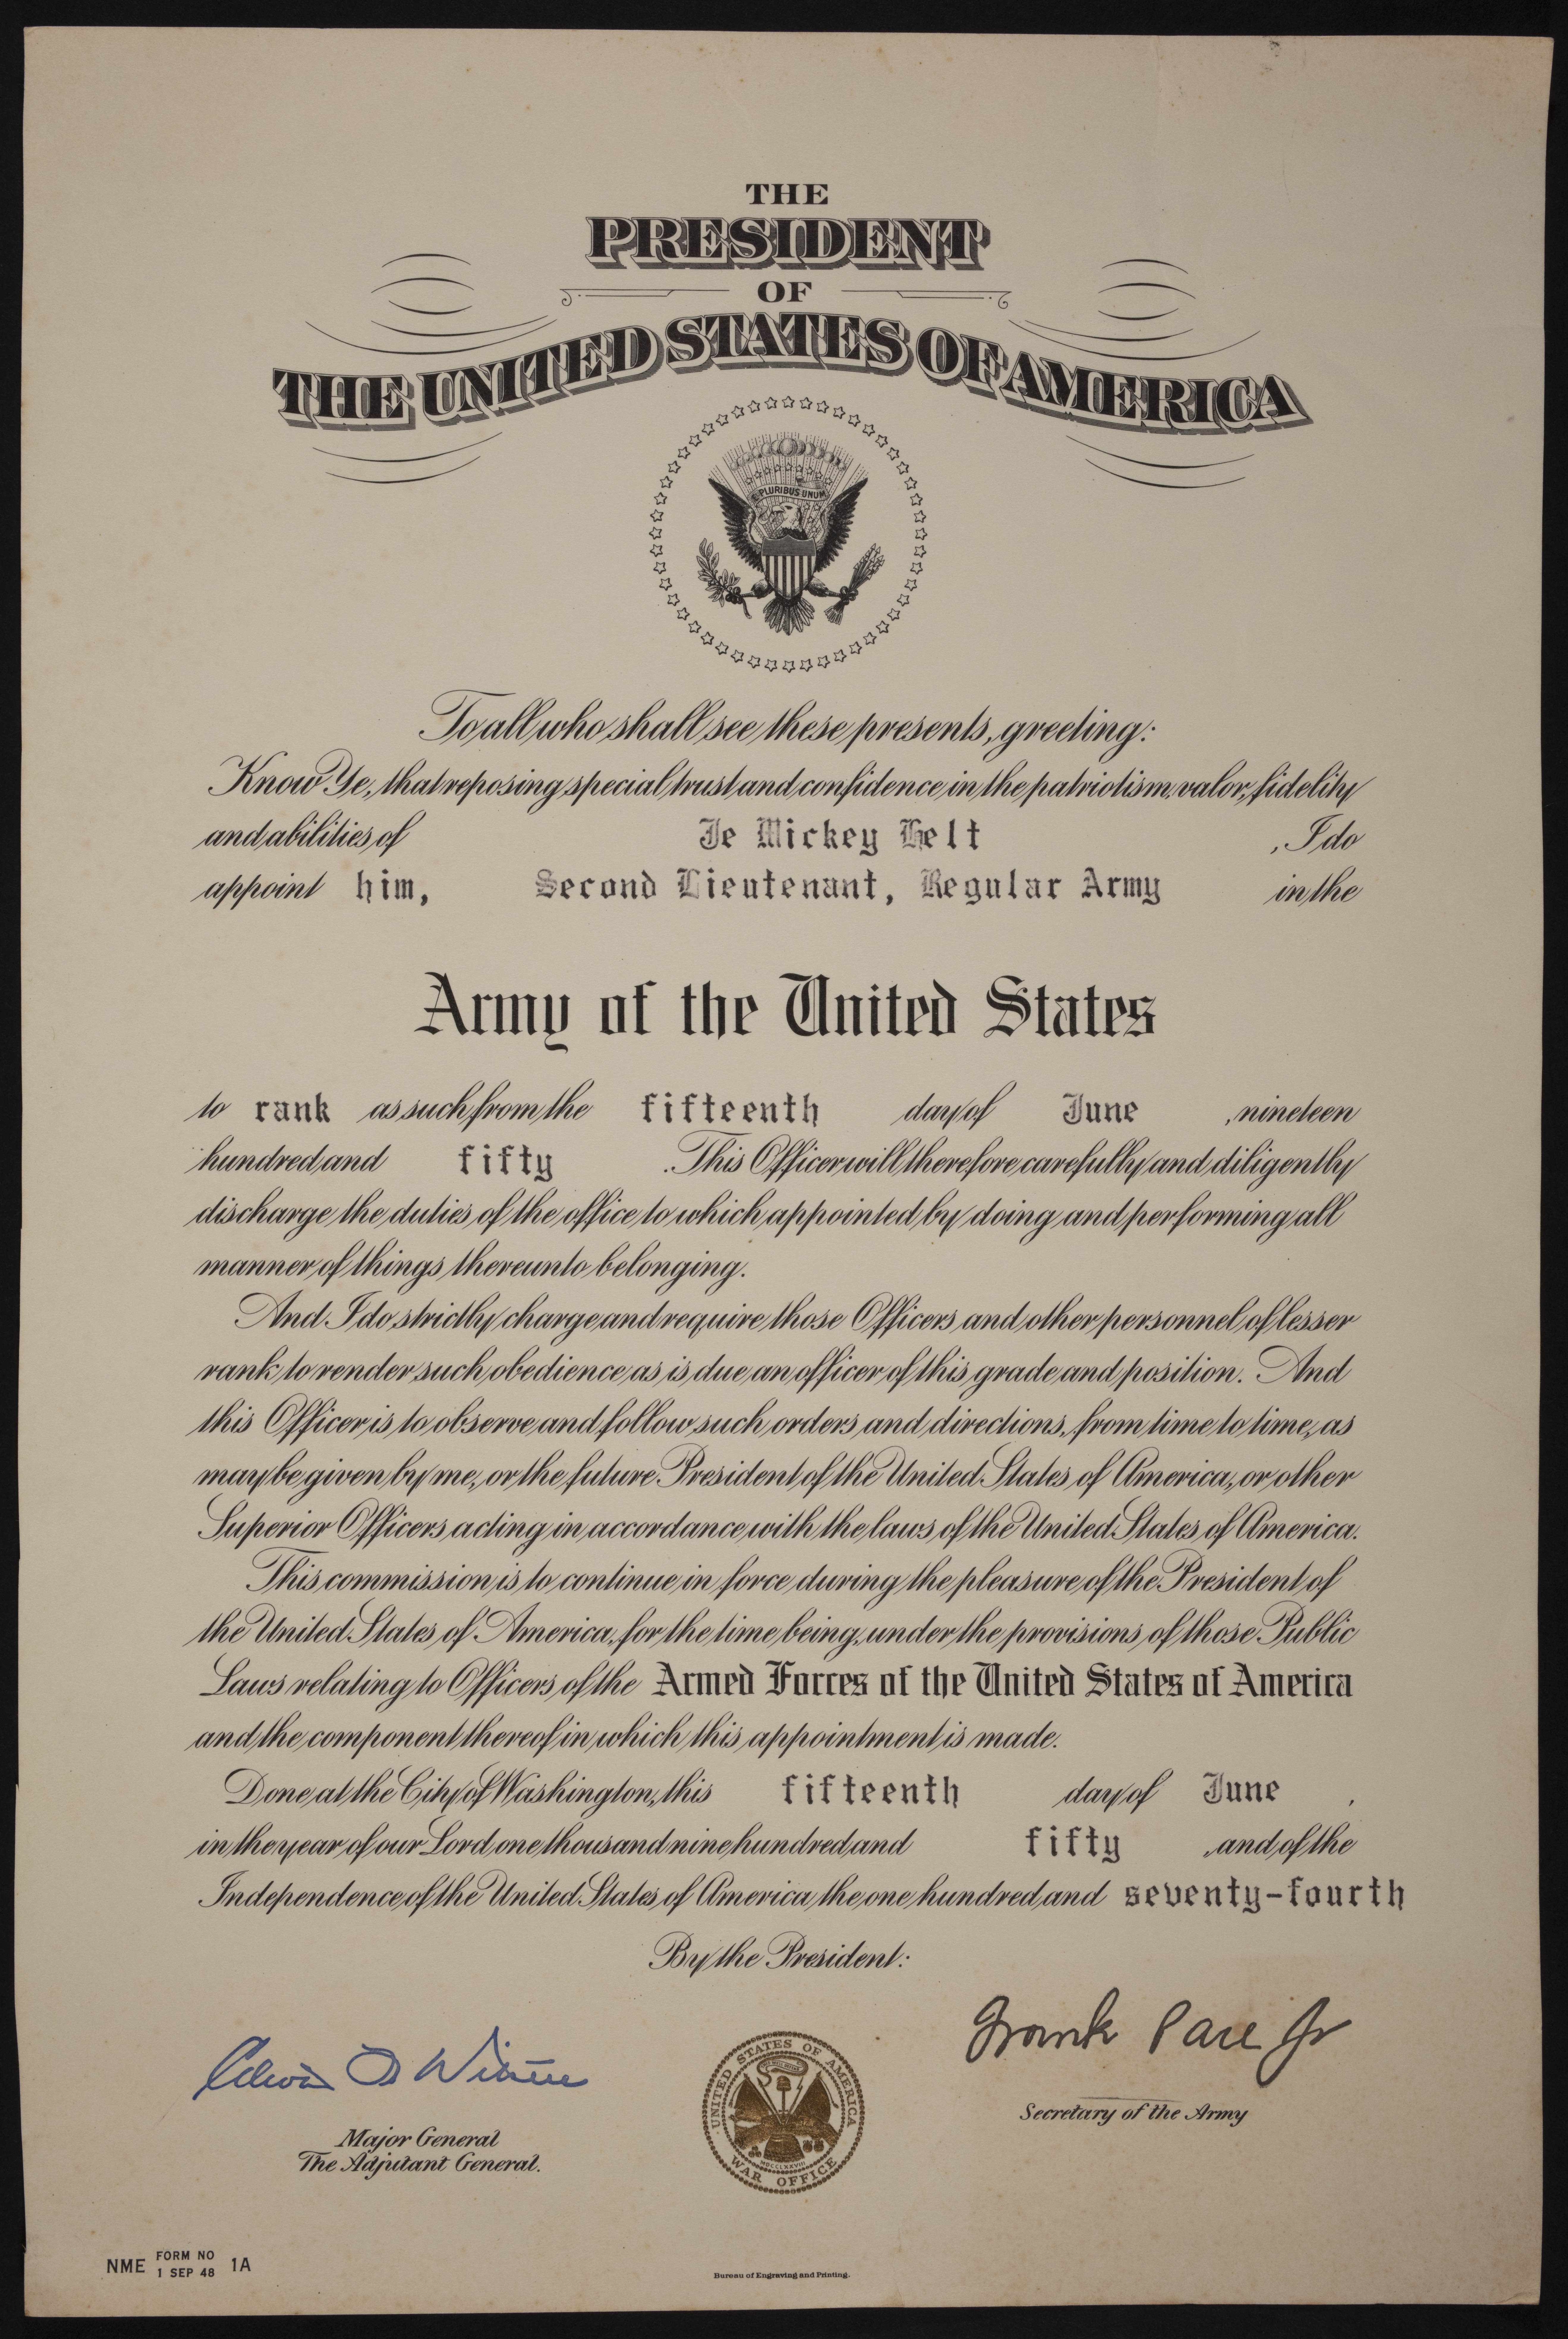 THE
PRESIDENT
OF
THE UNITED STATES OF AMERICA
E PLURIBUS UNUM
To all who shall see these presents, greeting:
Know Ye, that reposing special trust and confidence in the patriotism, valor, fidelity
and abilities of Je Mickey Helt , I do
appoint him, Second Lieutenant, Regular Army in the
Army of the United States
to rank as such from the fifteenth day of June , nineteen
hundred and fifty . This Officer will therefore carefully and diligently
discharge the duties of the office to which appointed by doing and performing all
manner of things thereunto belonging.
And I do strictly charge and require those Officers and other personnel of lesser
rank to render such obedience as is due an officer of this grade and position. And
this Officer is to observe and follow such orders and directions, from time to time, as
may be given by me, or the future President of the United States of America, or other
Superior Officers acting in accordance with the laws of the United States of America.
This commission is to continue in force during the pleasure of the President of
the United States of America, for the time being, under the provisions of those Public
Laws relating to Officers of the Armed Forces of the United States of America
and the component thereof in which this appointment is made.
Done at the City of Washington, this fifteenth day of June ,
in the year of our Lord one thousand nine hundred and fifty , and of the
Independence of the United States of America the one hundred and seventy-fourth
By the President:
Frank Pace Jr
Secretary of the Army
Edward F Witsell
Major General
The Adjutant General.
UNITED STATES OF AMERICA
WAR OFFICE
NME FORM NO 1 SEP 48 1A
Bureau of Engraving and Printing.